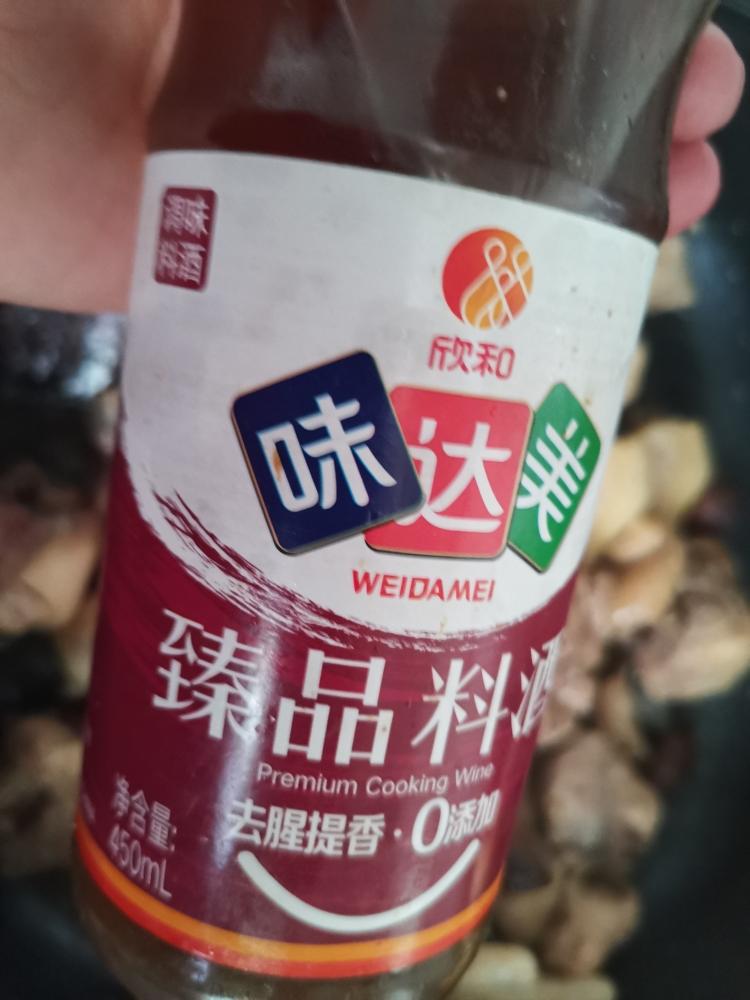 调味
料酒
欣和
味达美
WEIDAMEI
臻品料酒
Premium Cooking Wine
去腥提香·0添加
净含量:
450mL